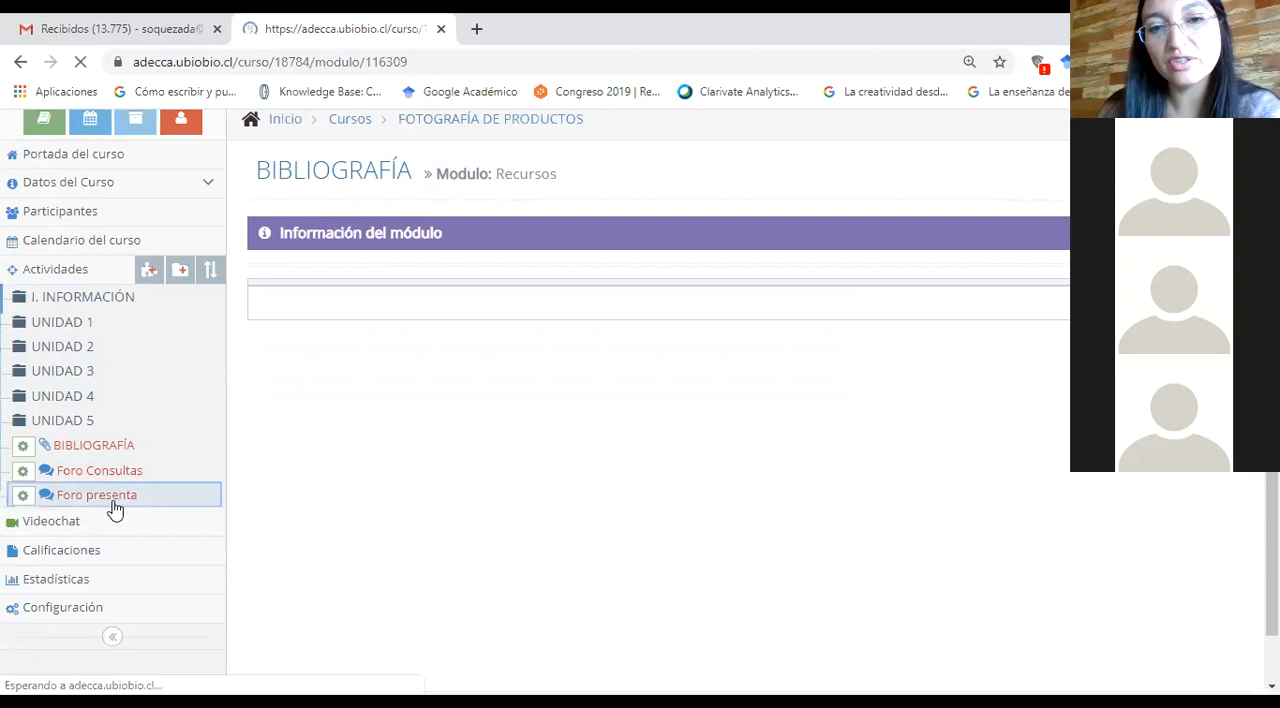 Recibidos (13.775) - soquezada@
https://adecca.ubiobio.cl/curso/1
adecca.ubiobio.cl/curso/18784/modulo/116309
Aplicaciones
Cómo escribir y pu...
Knowledge Base: C...
Google Académico
Congreso 2019 | Re...
Clarivate Analytics...
La creatividad desd...
La enseñanza de
Inicio > Cursos > FOTOGRAFÍA DE PRODUCTOS
Portada del curso
Datos del Curso
Participantes
Calendario del curso
Actividades
I. INFORMACIÓN
UNIDAD 1
UNIDAD 2
UNIDAD 3
UNIDAD 4
UNIDAD 5
BIBLIOGRAFÍA
Foro Consultas
Foro presenta
Videochat
Calificaciones
Estadísticas
Configuración
BIBLIOGRAFÍA » Modulo: Recursos
Información del módulo
Esperando a adecca.ubiobio.cl...